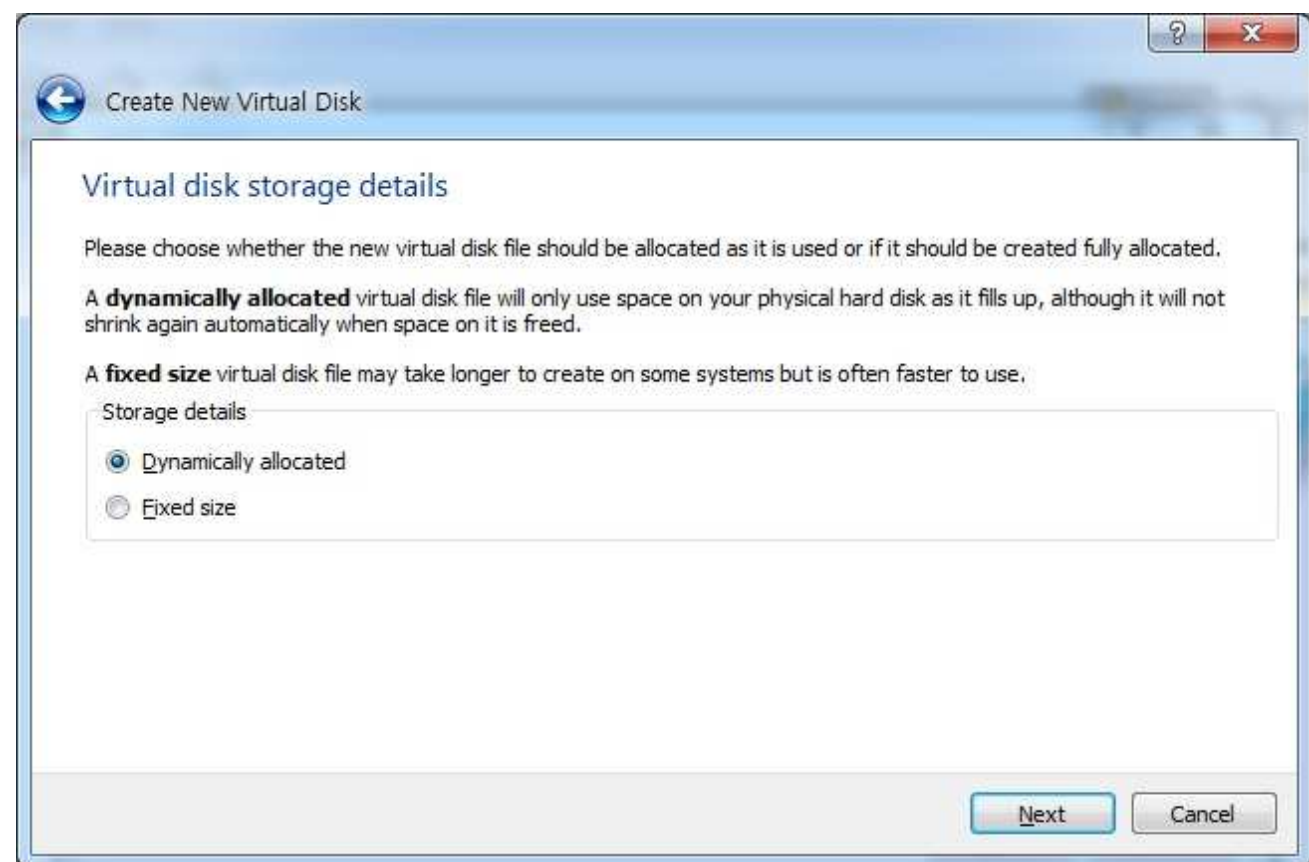 Create New Virtual Disk
Virtual disk storage details
Please choose whether the new virtual disk file should be allocated as it is used or if it should be created fully allocated.
A dynamically allocated virtual disk file will only use space on your physical hard disk as it fills up, although it will not
shrink again automatically when space on it is freed.
A fixed size virtual disk file may take longer to create on some systems but is often faster to use.
Storage details
Dynamically allocated
Fixed size
Next Cancel